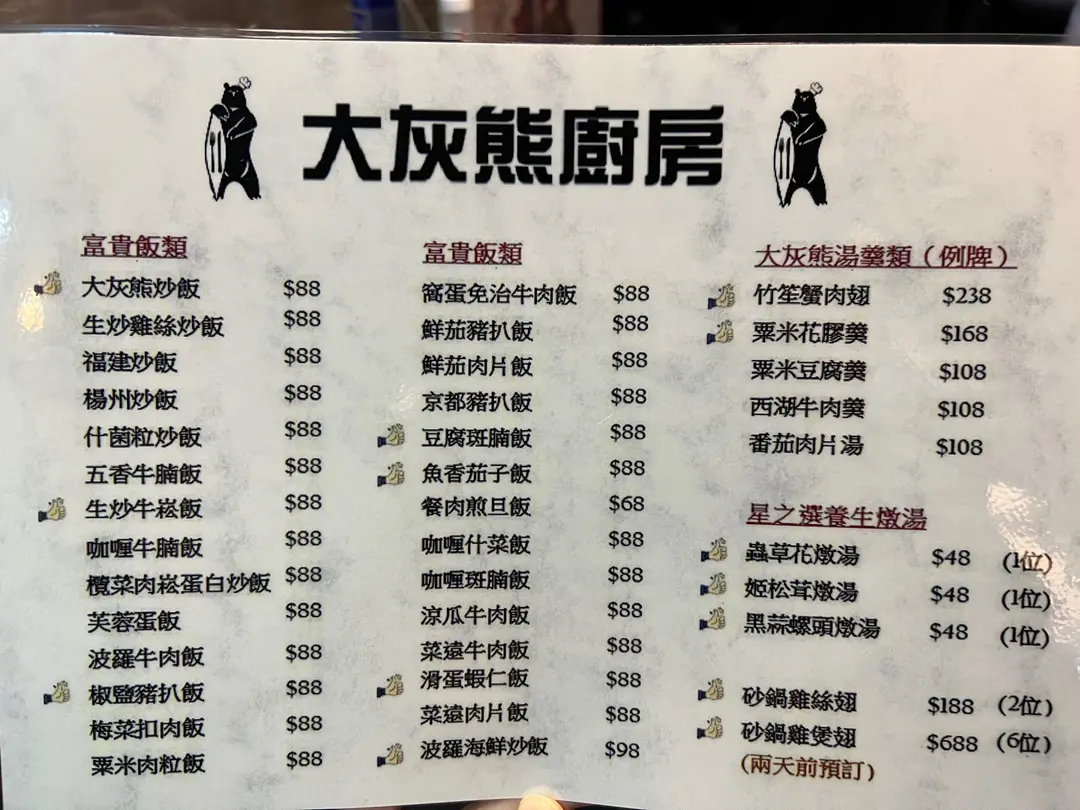 大灰熊廚房
富貴飯類
大灰熊炒飯 $88
生炒雞絲炒飯 $88
福建炒飯 $88
楊州炒飯 $88
什菌粒炒飯 $88
五香牛腩飯 $88
生炒牛崧飯 $88
咖喱牛腩飯 $88
欖菜肉崧蛋白炒飯 $88
芙蓉蛋飯 $88
波羅牛肉飯 $88
椒鹽豬扒飯 $88
梅菜扣肉飯 $88
粟米肉粒飯 $88
富貴飯類
窩蛋免治牛肉飯 $88
鮮茄豬扒飯 $88
鮮茄肉片飯 $88
京都豬扒飯 $88
豆腐斑腩飯 $88
魚香茄子飯 $88
餐肉煎旦飯 $68
咖喱什菜飯 $88
咖喱斑腩飯 $88
涼瓜牛肉飯 $88
菜遠牛肉飯 $88
滑蛋蝦仁飯 $88
菜遠肉片飯 $88
波羅海鮮炒飯 $98
大灰熊湯羹類（例牌）
竹笙蟹肉翅 $238
粟米花膠羹 $168
粟米豆腐羹 $108
西湖牛肉羹 $108
番茄肉片湯 $108
星之選養生燉湯
蟲草花燉湯 $48 (1位)
姬松茸燉湯 $48 (1位)
黑蒜螺頭燉湯 $48 (1位)
砂鍋雞絲翅 $188 (2位)
砂鍋雞煲翅 $688 (6位)
(兩天前預訂)